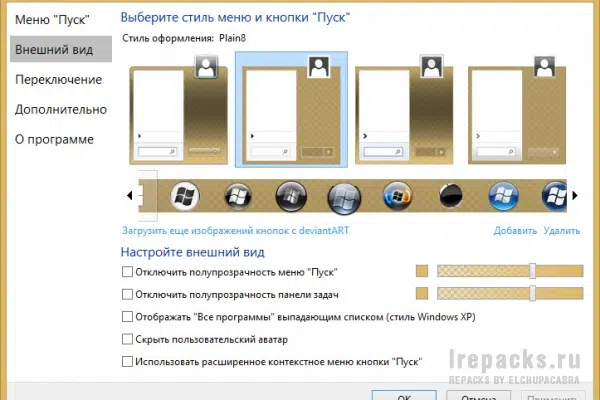 Меню "Пуск"
Внешний вид
Переключение
Дополнительно
О программе
Выберите стиль меню и кнопки "Пуск"
Стиль оформления: Plain8
Загрузить еще изображений кнопок с deviantART
Добавить Удалить
Настройте внешний вид
Отключить полупрозрачность меню "Пуск"
Отключить полупрозрачность панели задач
Отображать "Все программы" выпадающим списком (стиль Windows XP)
Скрыть пользовательский аватар
Использовать расширенное контекстное меню кнопки "Пуск"
lrepacks.ru
REPACKS BY ELCHUPACABRA
OK Отмена Применить